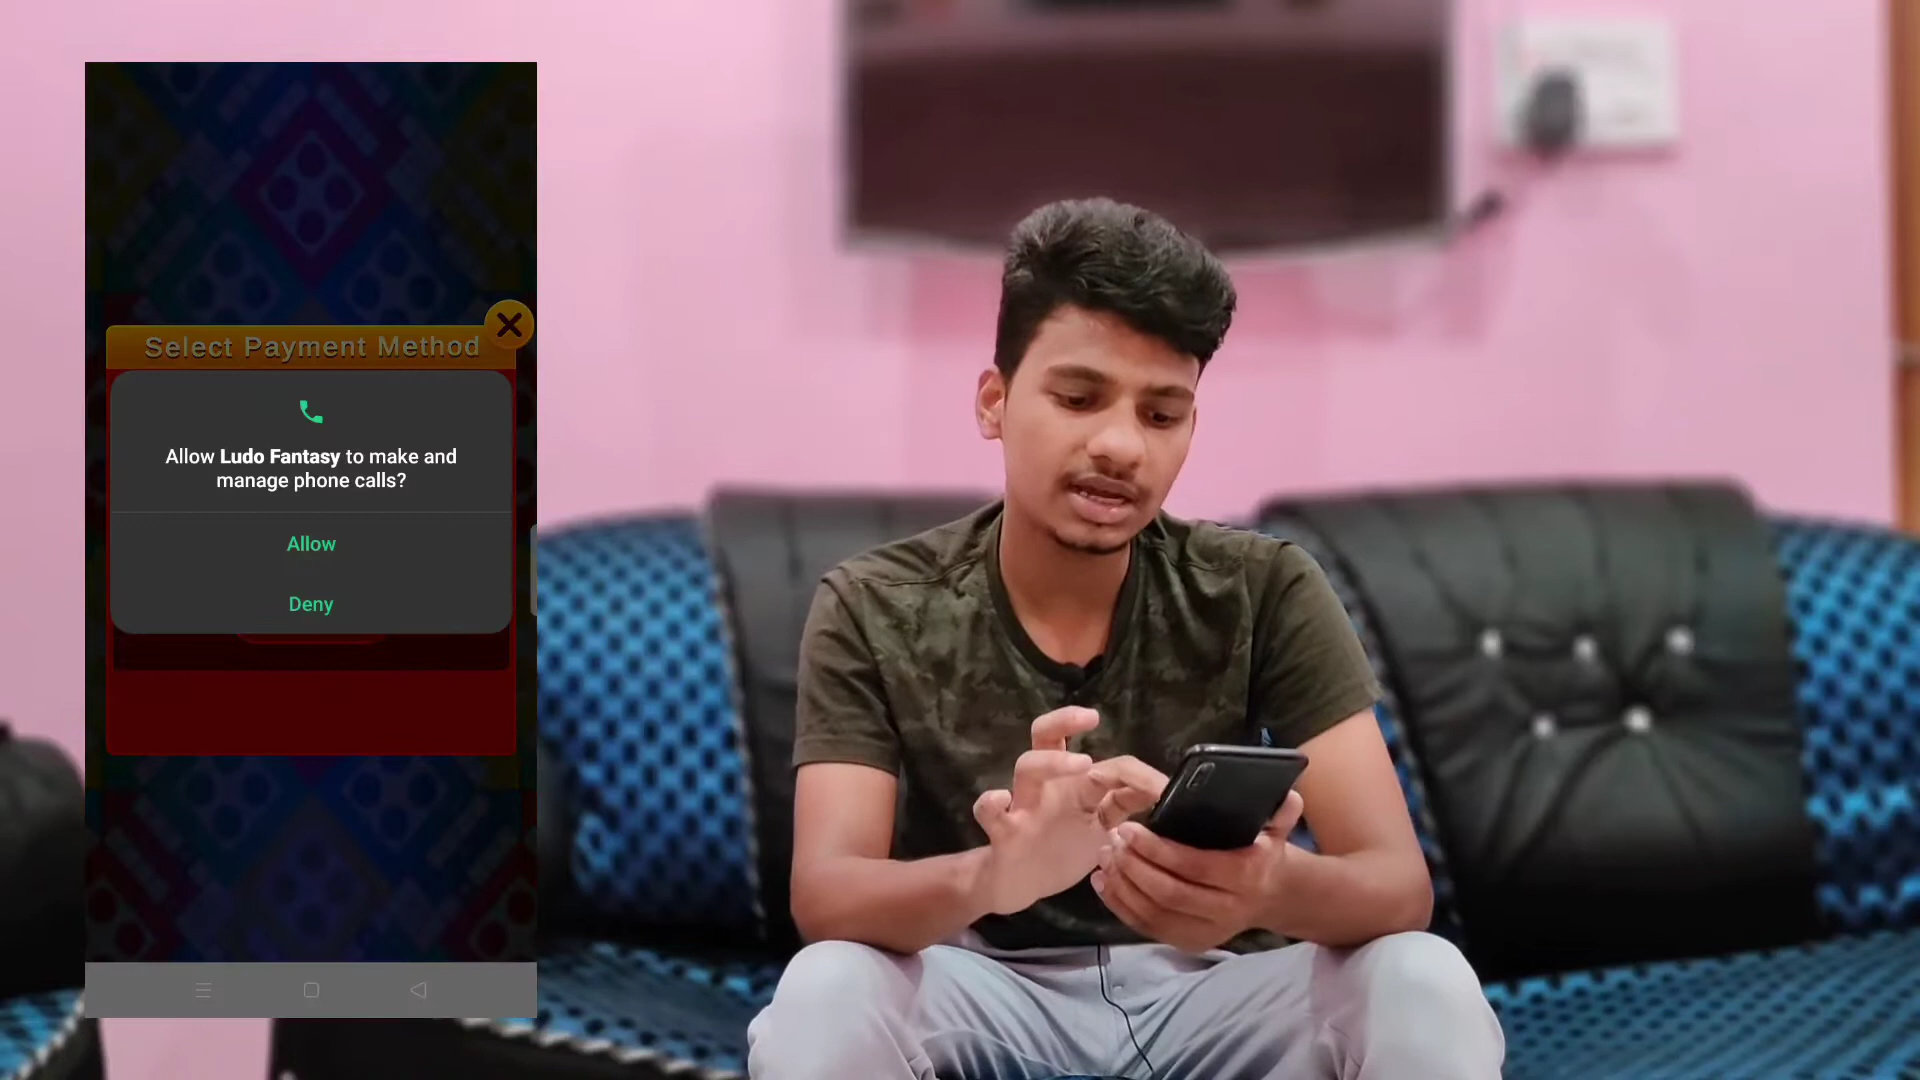 Select Payment Method
Allow Ludo Fantasy to make and
manage phone calls?
Allow
Deny